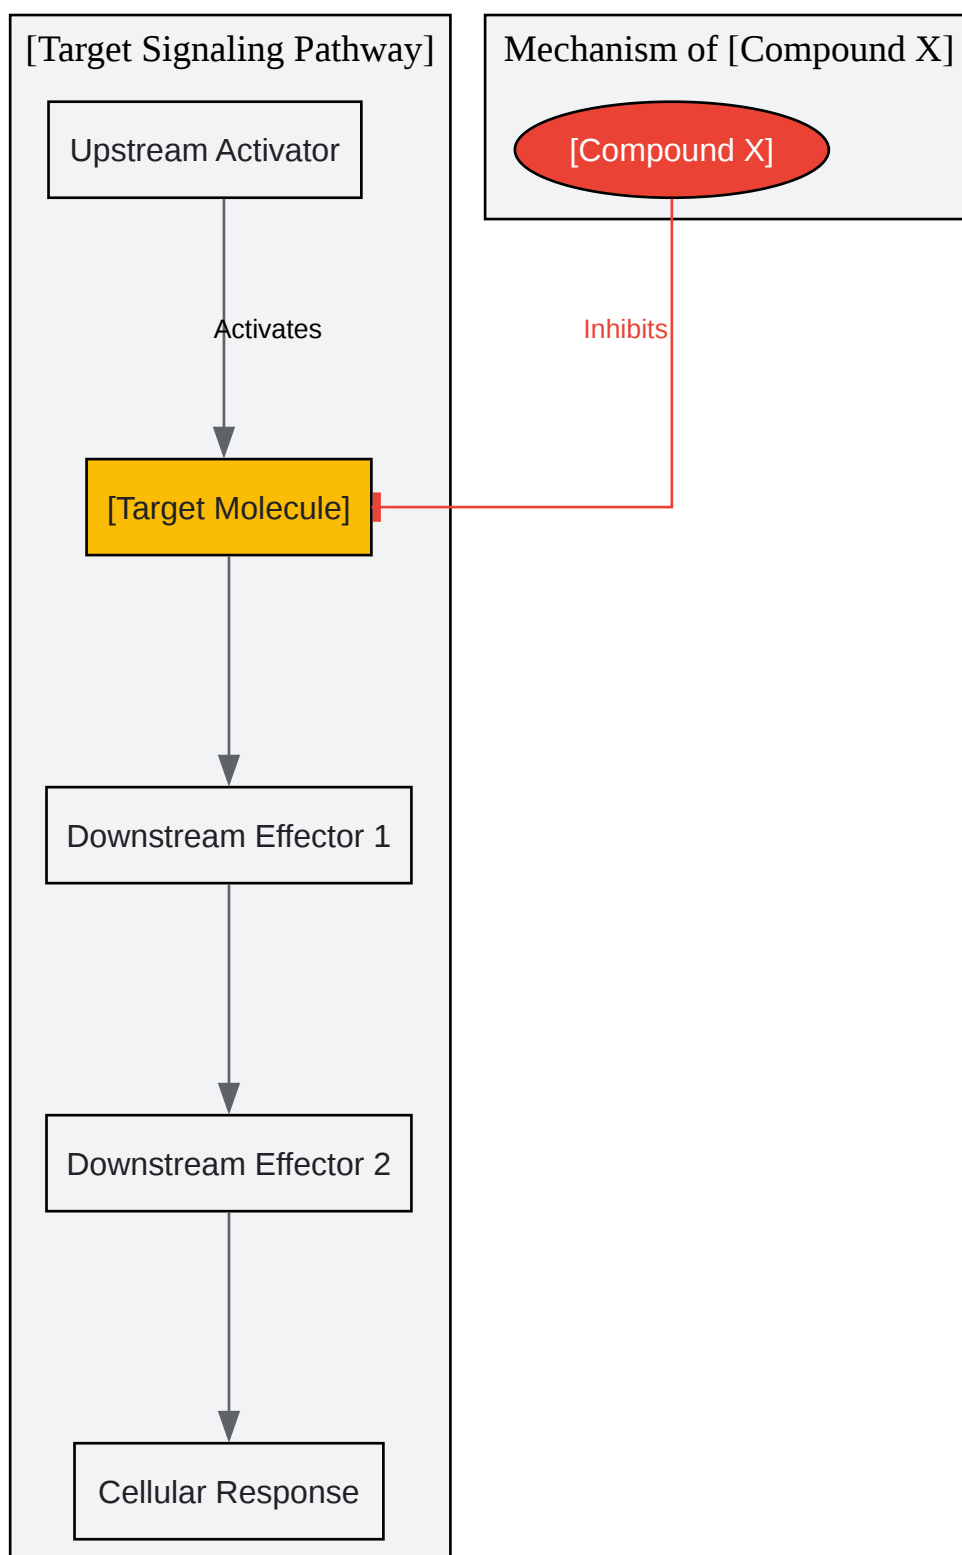 [Target Signaling Pathway]
Mechanism of [Compound X]
Upstream Activator
[Compound X]
Activates
Inhibits
[Target Molecule]
Downstream Effector 1
Downstream Effector 2
Cellular Response